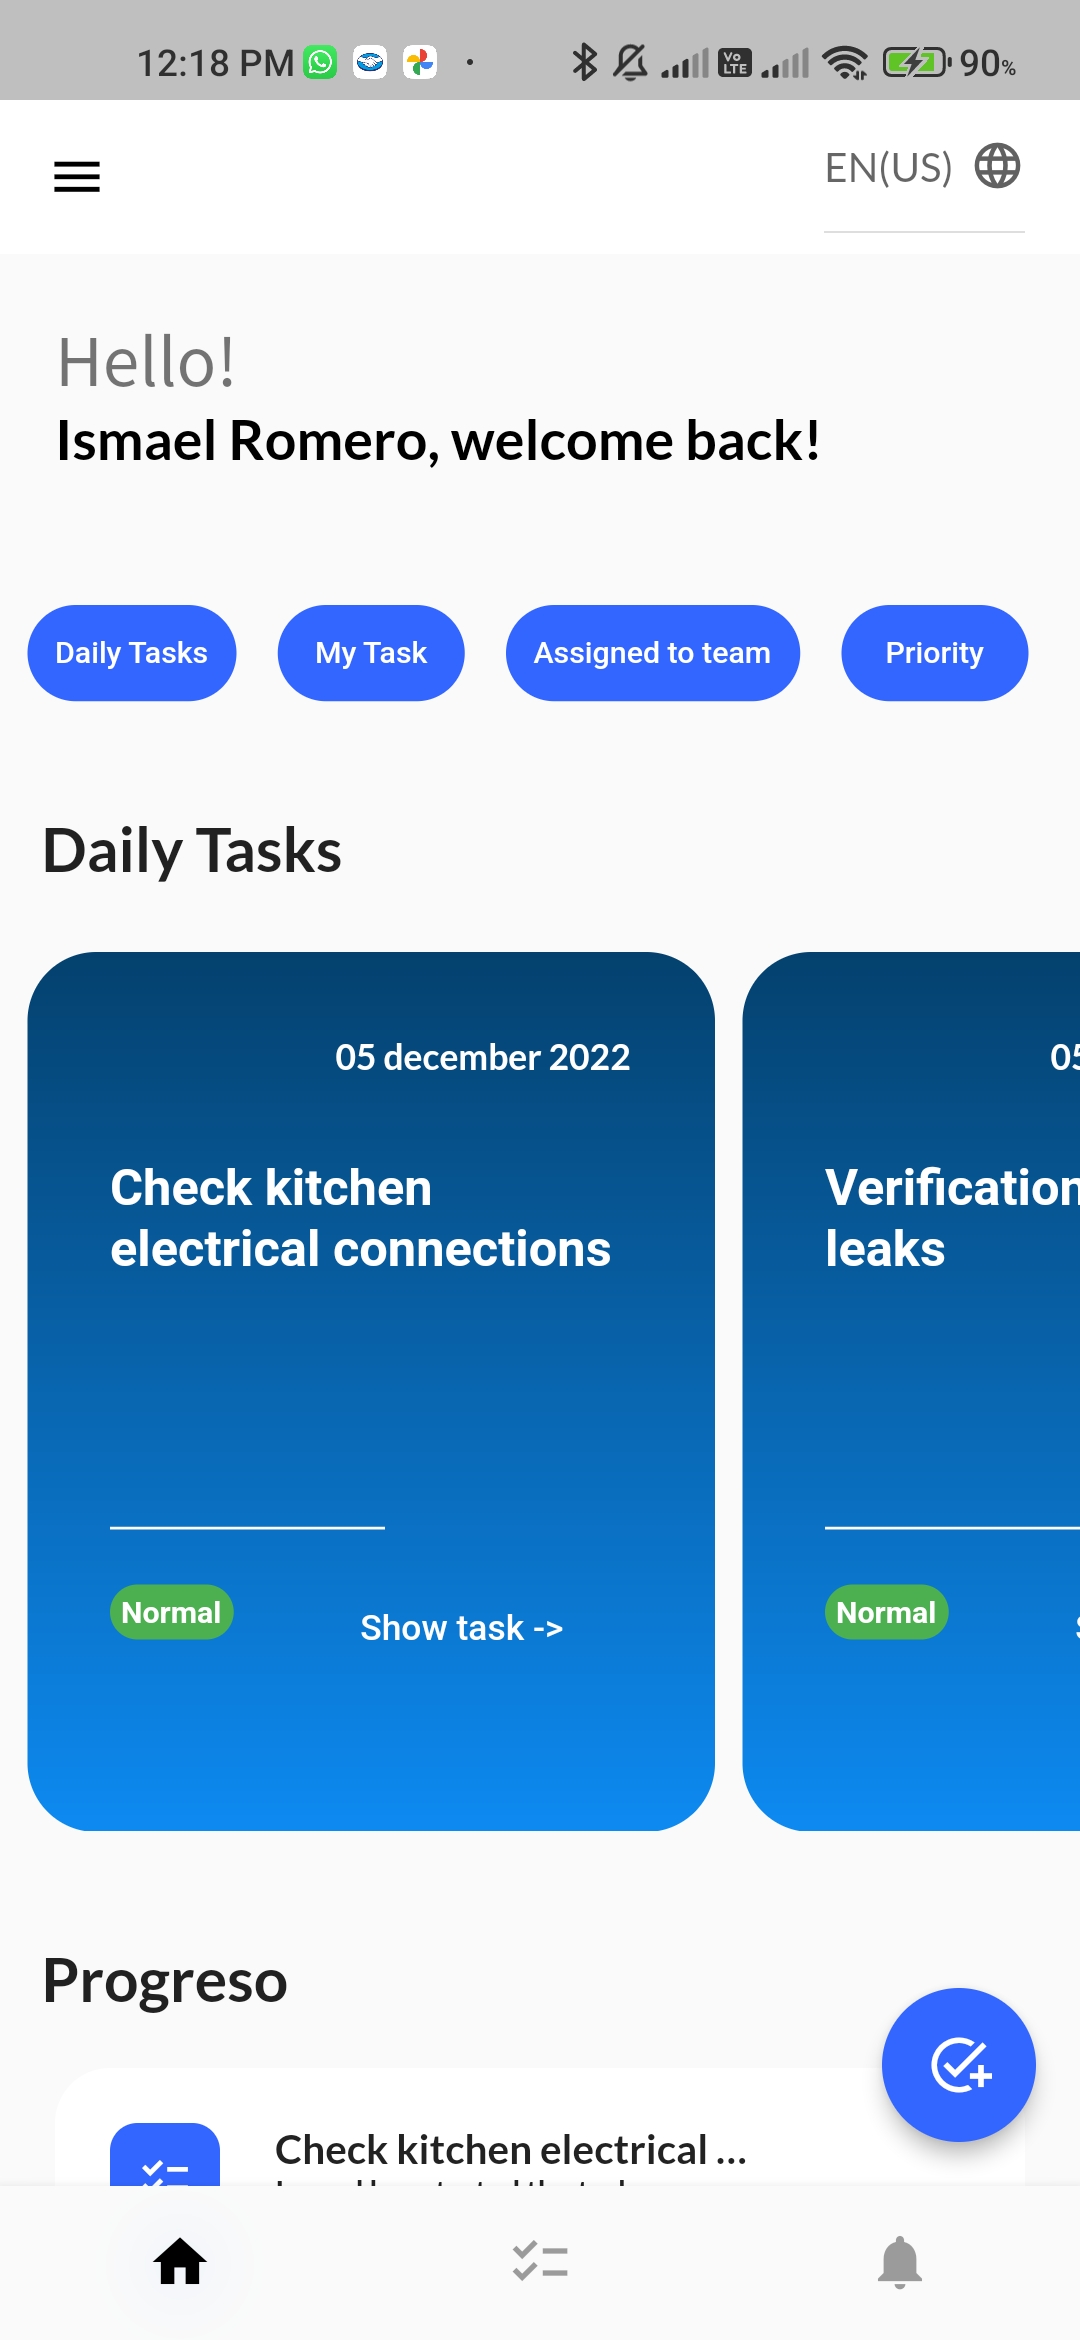 12:18 PM
Vo LTE
90%
EN(US)
Hello!
Ismael Romero, welcome back!
Daily Tasks
My Task
Assigned to team
Priority
Daily Tasks
05 december 2022
05
Check kitchen
electrical connections
Verification
leaks
Normal
Show task ->
Normal
Progreso
Check kitchen electrical ...